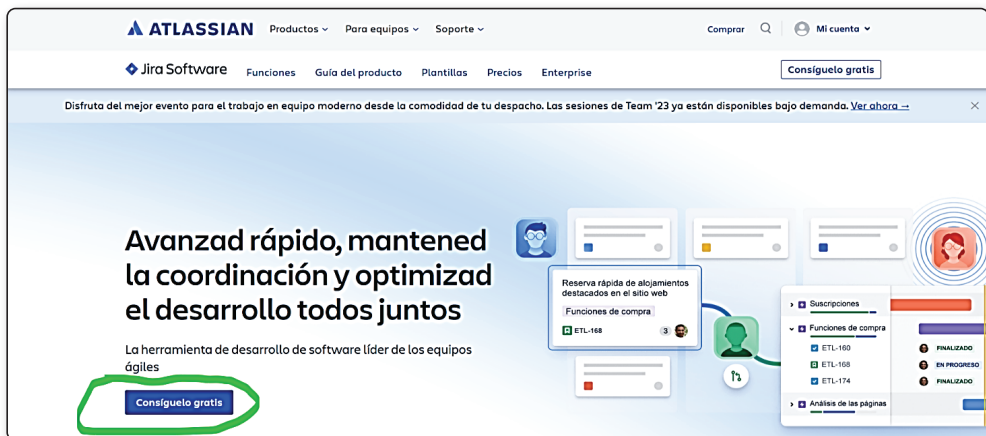 ATLASSIAN Productos Para equipos Soporte Comprar Mi cuenta
Jira Software Funciones Guía del producto Plantillas Precios Enterprise Consíguelo gratis
Disfruta del mejor evento para el trabajo en equipo moderno desde la comodidad de tu despacho. Las sesiones de Team '23 ya están disponibles bajo demanda. Ver ahora →
Avanzad rápido, mantened
la coordinación y optimizad
el desarrollo todos juntos
La herramienta de desarrollo de software líder de los equipos
ágiles
Consíguelo gratis
Reserva rápida de alojamientos
destacados en el sitio web
Funciones de compra
ETL-168 3
Suscripciones
Funciones de compra
ETL-160 FINALIZADO
ETL-168 EN PROGRESO
ETL-174 FINALIZADO
Análisis de las páginas